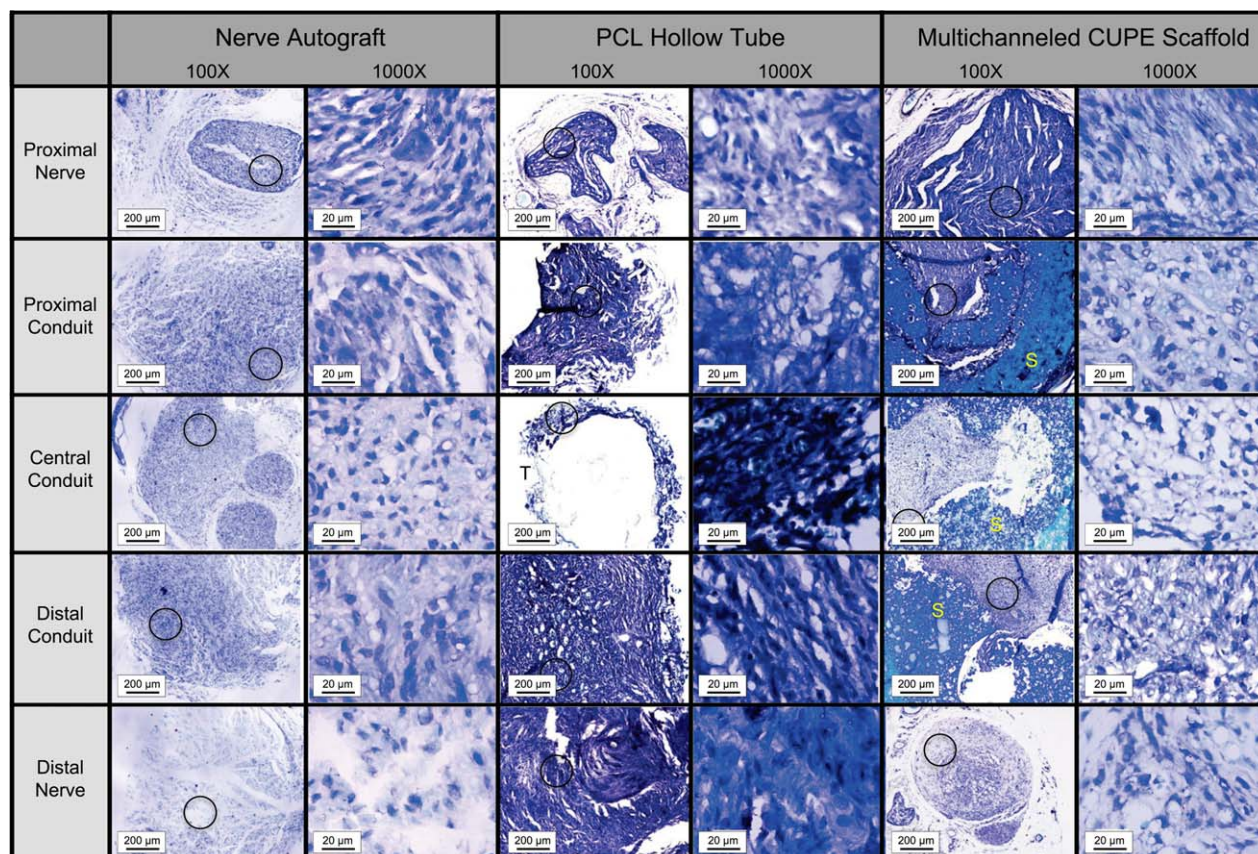 Nerve Autograft PCL Hollow Tube Multichanneled CUPE Scaffold
100X 1000X 100X 1000X 100X 1000X
Proximal
Nerve
200 µm 20 µm 200 µm 20 µm 200 µm 20 µm
Proximal
Conduit
S
200 µm 20 µm 200 µm 20 µm 200 µm 20 µm
Central
Conduit
T
S
200 µm 20 µm 200 µm 20 µm 200 µm 20 µm
Distal
Conduit
S
200 µm 20 µm 200 µm 20 µm 200 µm 20 µm
Distal
Nerve
200 µm 20 µm 200 µm 20 µm 200 µm 20 µm